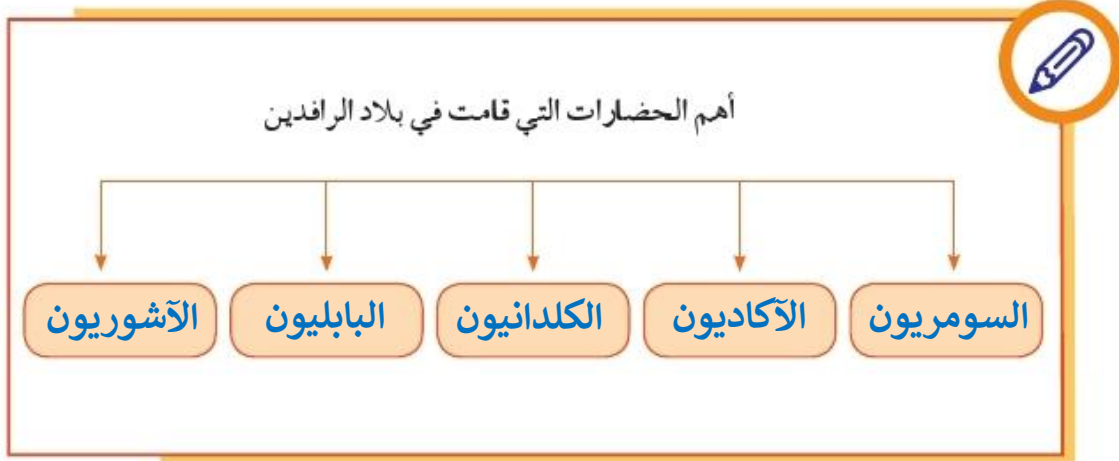 أهم الحضارات التي قامت في بلاد الرافدين
السومريون الآكاديون الكلدانيون البابليون الآشوريون